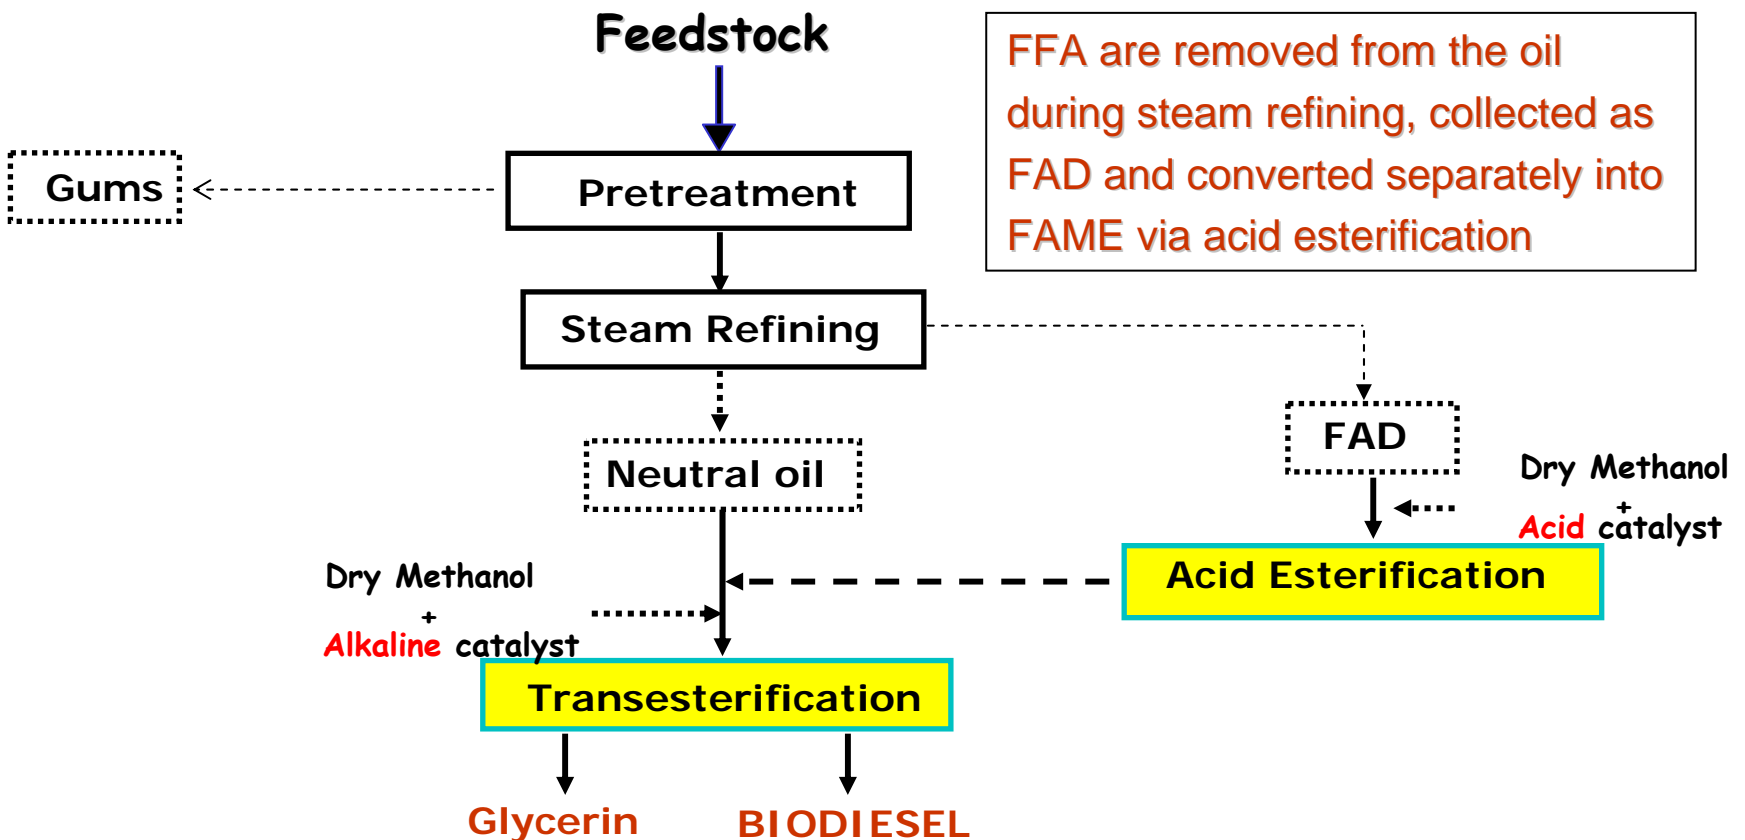 Feedstock
FFA are removed from the oil
during steam refining, collected as
FAD and converted separately into
FAME via acid esterification
Gums
Pretreatment
Steam Refining
FAD
Neutral oil
Dry Methanol
+
Acid catalyst
Acid Esterification
Dry Methanol
+
Alkaline catalyst
Transesterification
Glycerin
BIODIESEL